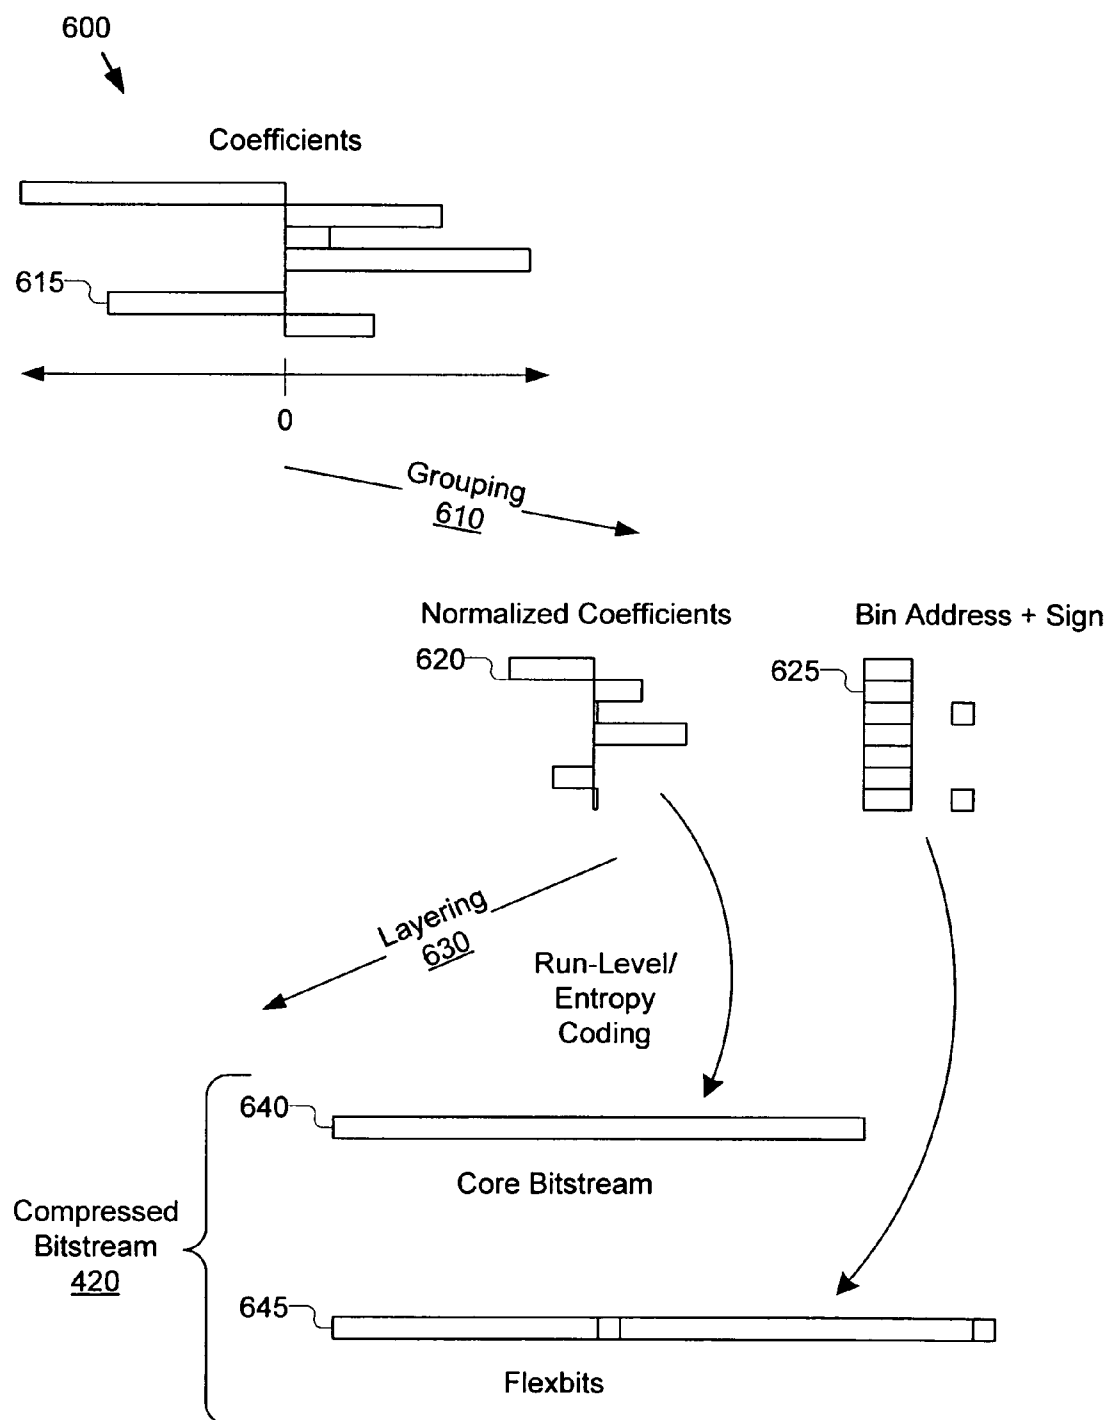 600
Coefficients
615
0
Grouping
610
Normalized Coefficients
Bin Address + Sign
620
625
Layering
630
Run-Level/
Entropy
Coding
640
Core Bitstream
Compressed
Bitstream
420
645
Flexbits